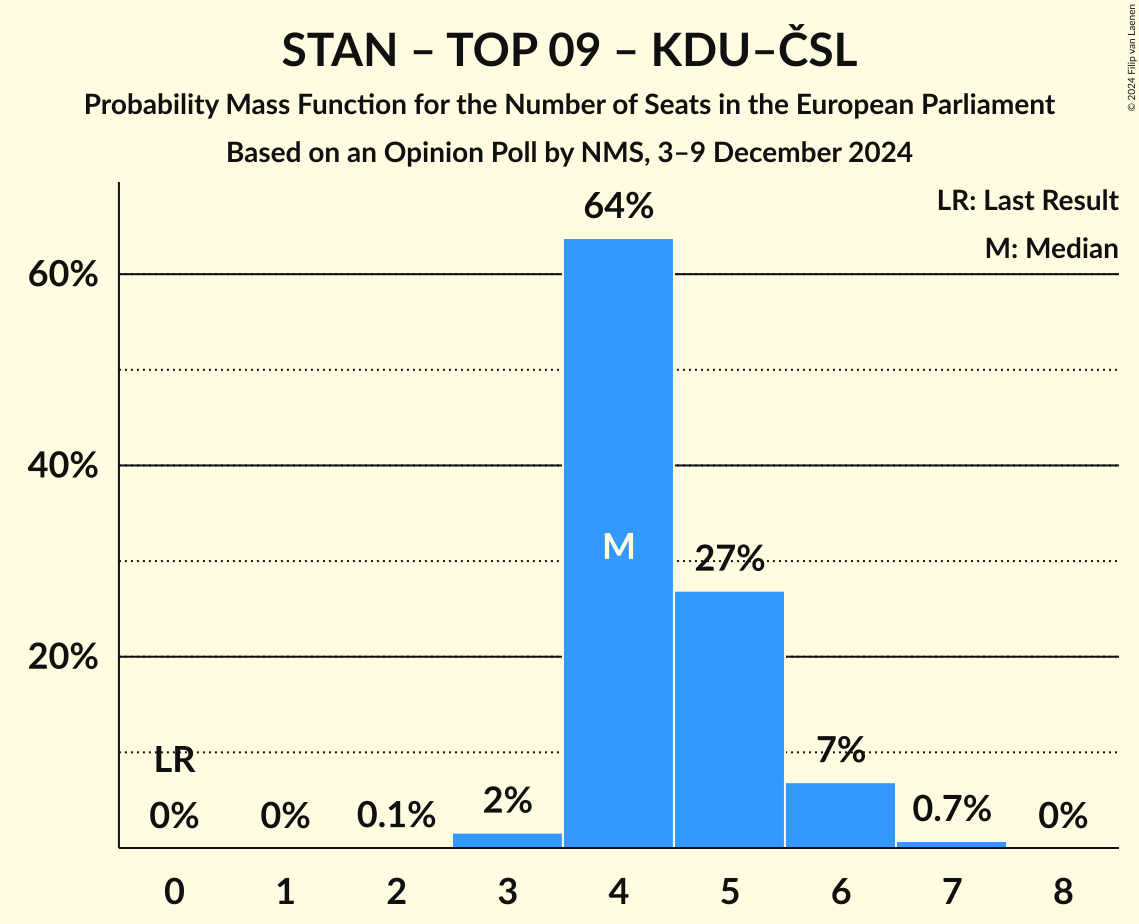 STAN – TOP 09 – KDU–ČSL
Probability Mass Function for the Number of Seats in the European Parliament
Based on an Opinion Poll by NMS, 3–9 December 2024
© 2024 Filip van Laenen
LR: Last Result
M: Median
64%
60%
40%
M
27%
20%
LR
7%
0%
0%
0.1%
2%
0.7%
0%
0 1 2 3 4 5 6 7 8